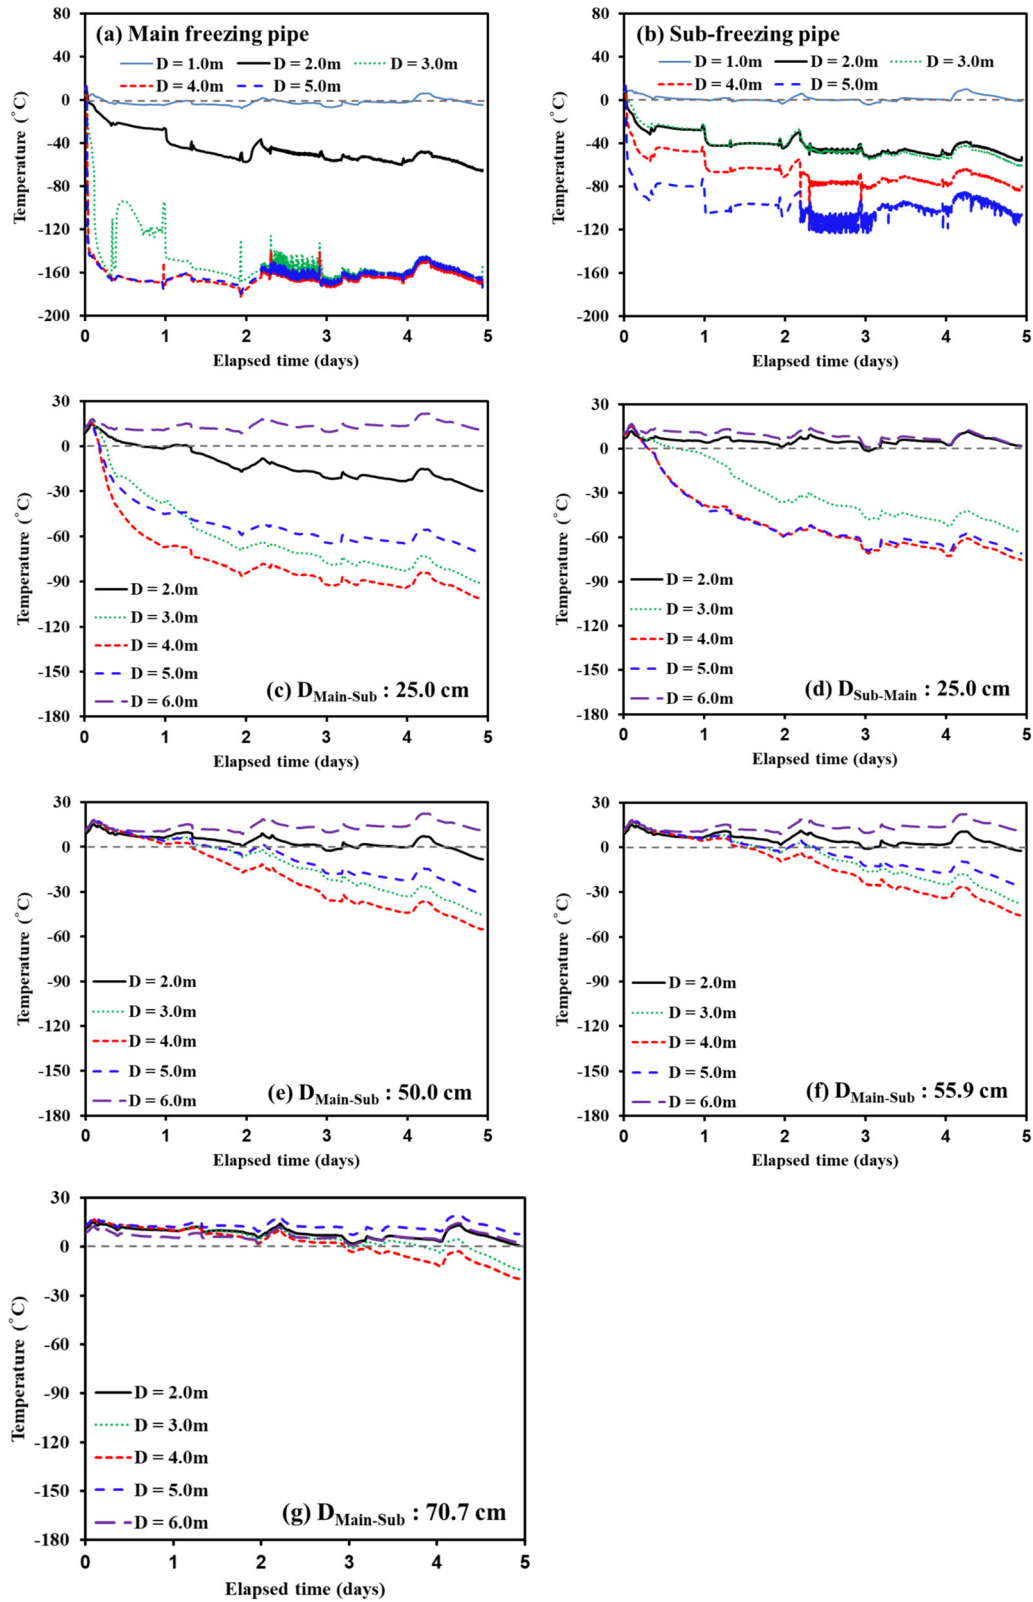 (a) Main freezing pipe
D = 1.0m D = 2.0m D = 3.0m
D = 4.0m D = 5.0m
80
40
0
-40
-80
-120
-160
-200
Temperature (°C)
0 1 2 3 4 5
Elapsed time (days)
(b) Sub-freezing pipe
D = 1.0m D = 2.0m D = 3.0m
D = 4.0m D = 5.0m
80
40
0
-40
-80
-120
-160
-200
Temperature (°C)
0 1 2 3 4 5
Elapsed time (days)
30
0
-30
-60
-90
-120
-150
-180
Temperature (°C)
D = 2.0m
D = 3.0m
D = 4.0m
D = 5.0m
D = 6.0m
(c) DMain-Sub : 25.0 cm
0 1 2 3 4 5
Elapsed time (days)
30
0
-30
-60
-90
-120
-150
-180
Temperature (°C)
D = 2.0m
D = 3.0m
D = 4.0m
D = 5.0m
D = 6.0m
(d) DSub-Main : 25.0 cm
0 1 2 3 4 5
Elapsed time (days)
30
0
-30
-60
-90
-120
-150
-180
Temperature (°C)
D = 2.0m
D = 3.0m
D = 4.0m
D = 5.0m
D = 6.0m
(e) DMain-Sub : 50.0 cm
0 1 2 3 4 5
Elapsed time (days)
30
0
-30
-60
-90
-120
-150
-180
Temperature (°C)
D = 2.0m
D = 3.0m
D = 4.0m
D = 5.0m
D = 6.0m
(f) DMain-Sub : 55.9 cm
0 1 2 3 4 5
Elapsed time (days)
30
0
-30
-60
-90
-120
-150
-180
Temperature (°C)
D = 2.0m
D = 3.0m
D = 4.0m
D = 5.0m
D = 6.0m
(g) DMain-Sub : 70.7 cm
0 1 2 3 4 5
Elapsed time (days)